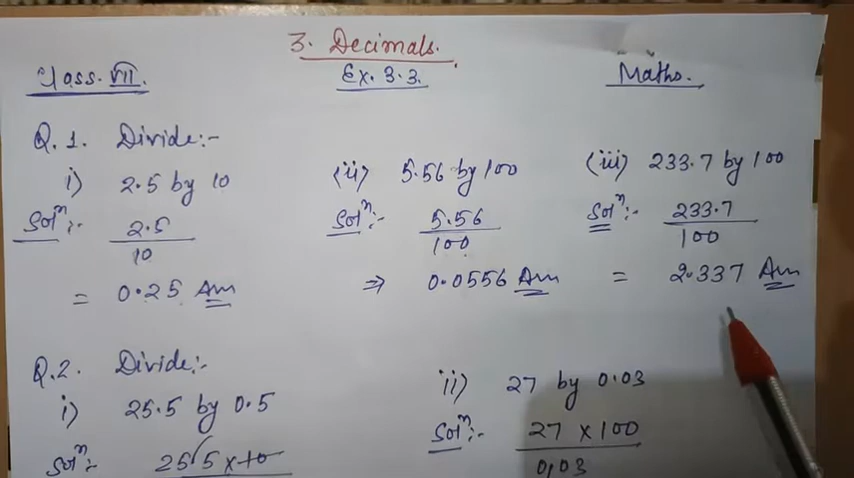 3. Decimals.
Class. VII. Ex. 3.3. Maths.
Q.1. Divide:-
i) 2.5 by 10 (ii) 5.56 by 100 (iii) 233.7 by 100
Solⁿ:- 2.5 Solⁿ:- 5.56 Solⁿ:- 233.7
10 100 100
= 0.25 Ans ⇒ 0.0556 Ans = 2.337 Ans
Q.2. Divide:-
i) 25.5 by 0.5 ii) 27 by 0.03
Solⁿ:- 25.5 x 10 Solⁿ:- 27 x 100
0.03